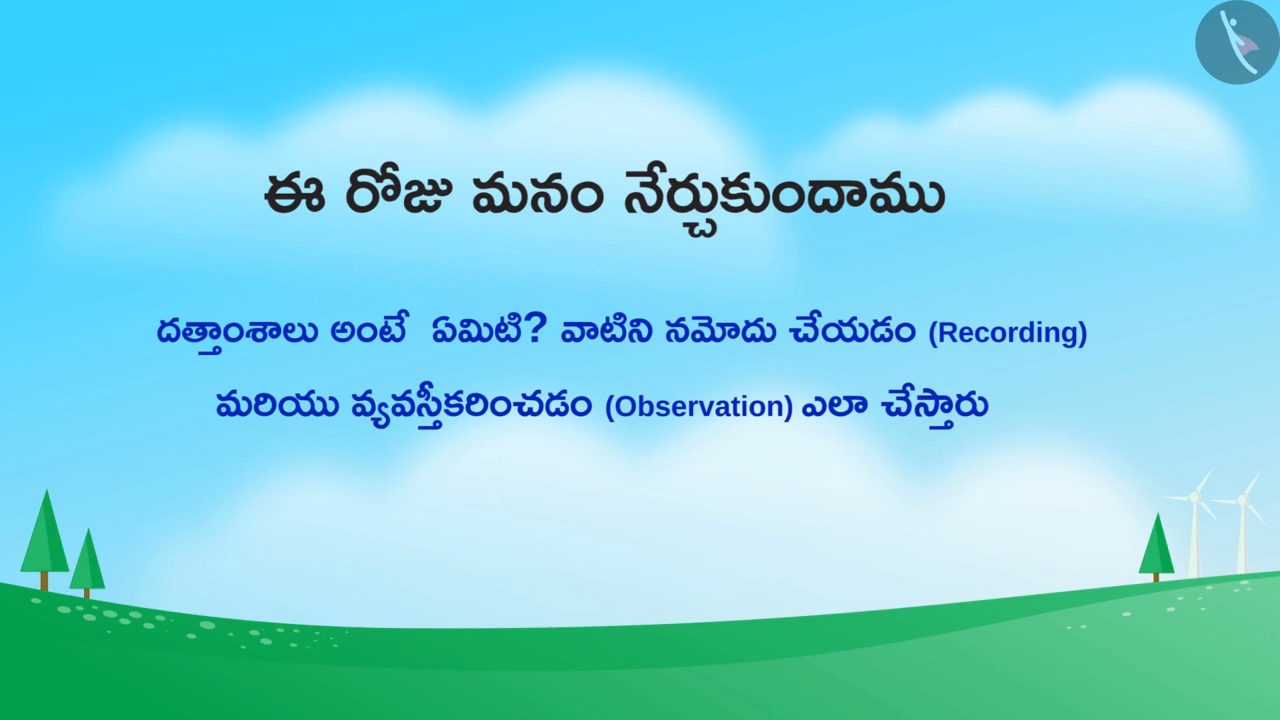 ఈ రోజు మనం నేర్చుకుందాము
దత్తాంశాలు అంటే ఏమిటి? వాటిని నమోదు చేయడం (Recording)
మరియు వ్యవస్తీకరించడం (Observation) ఎలా చేస్తారు